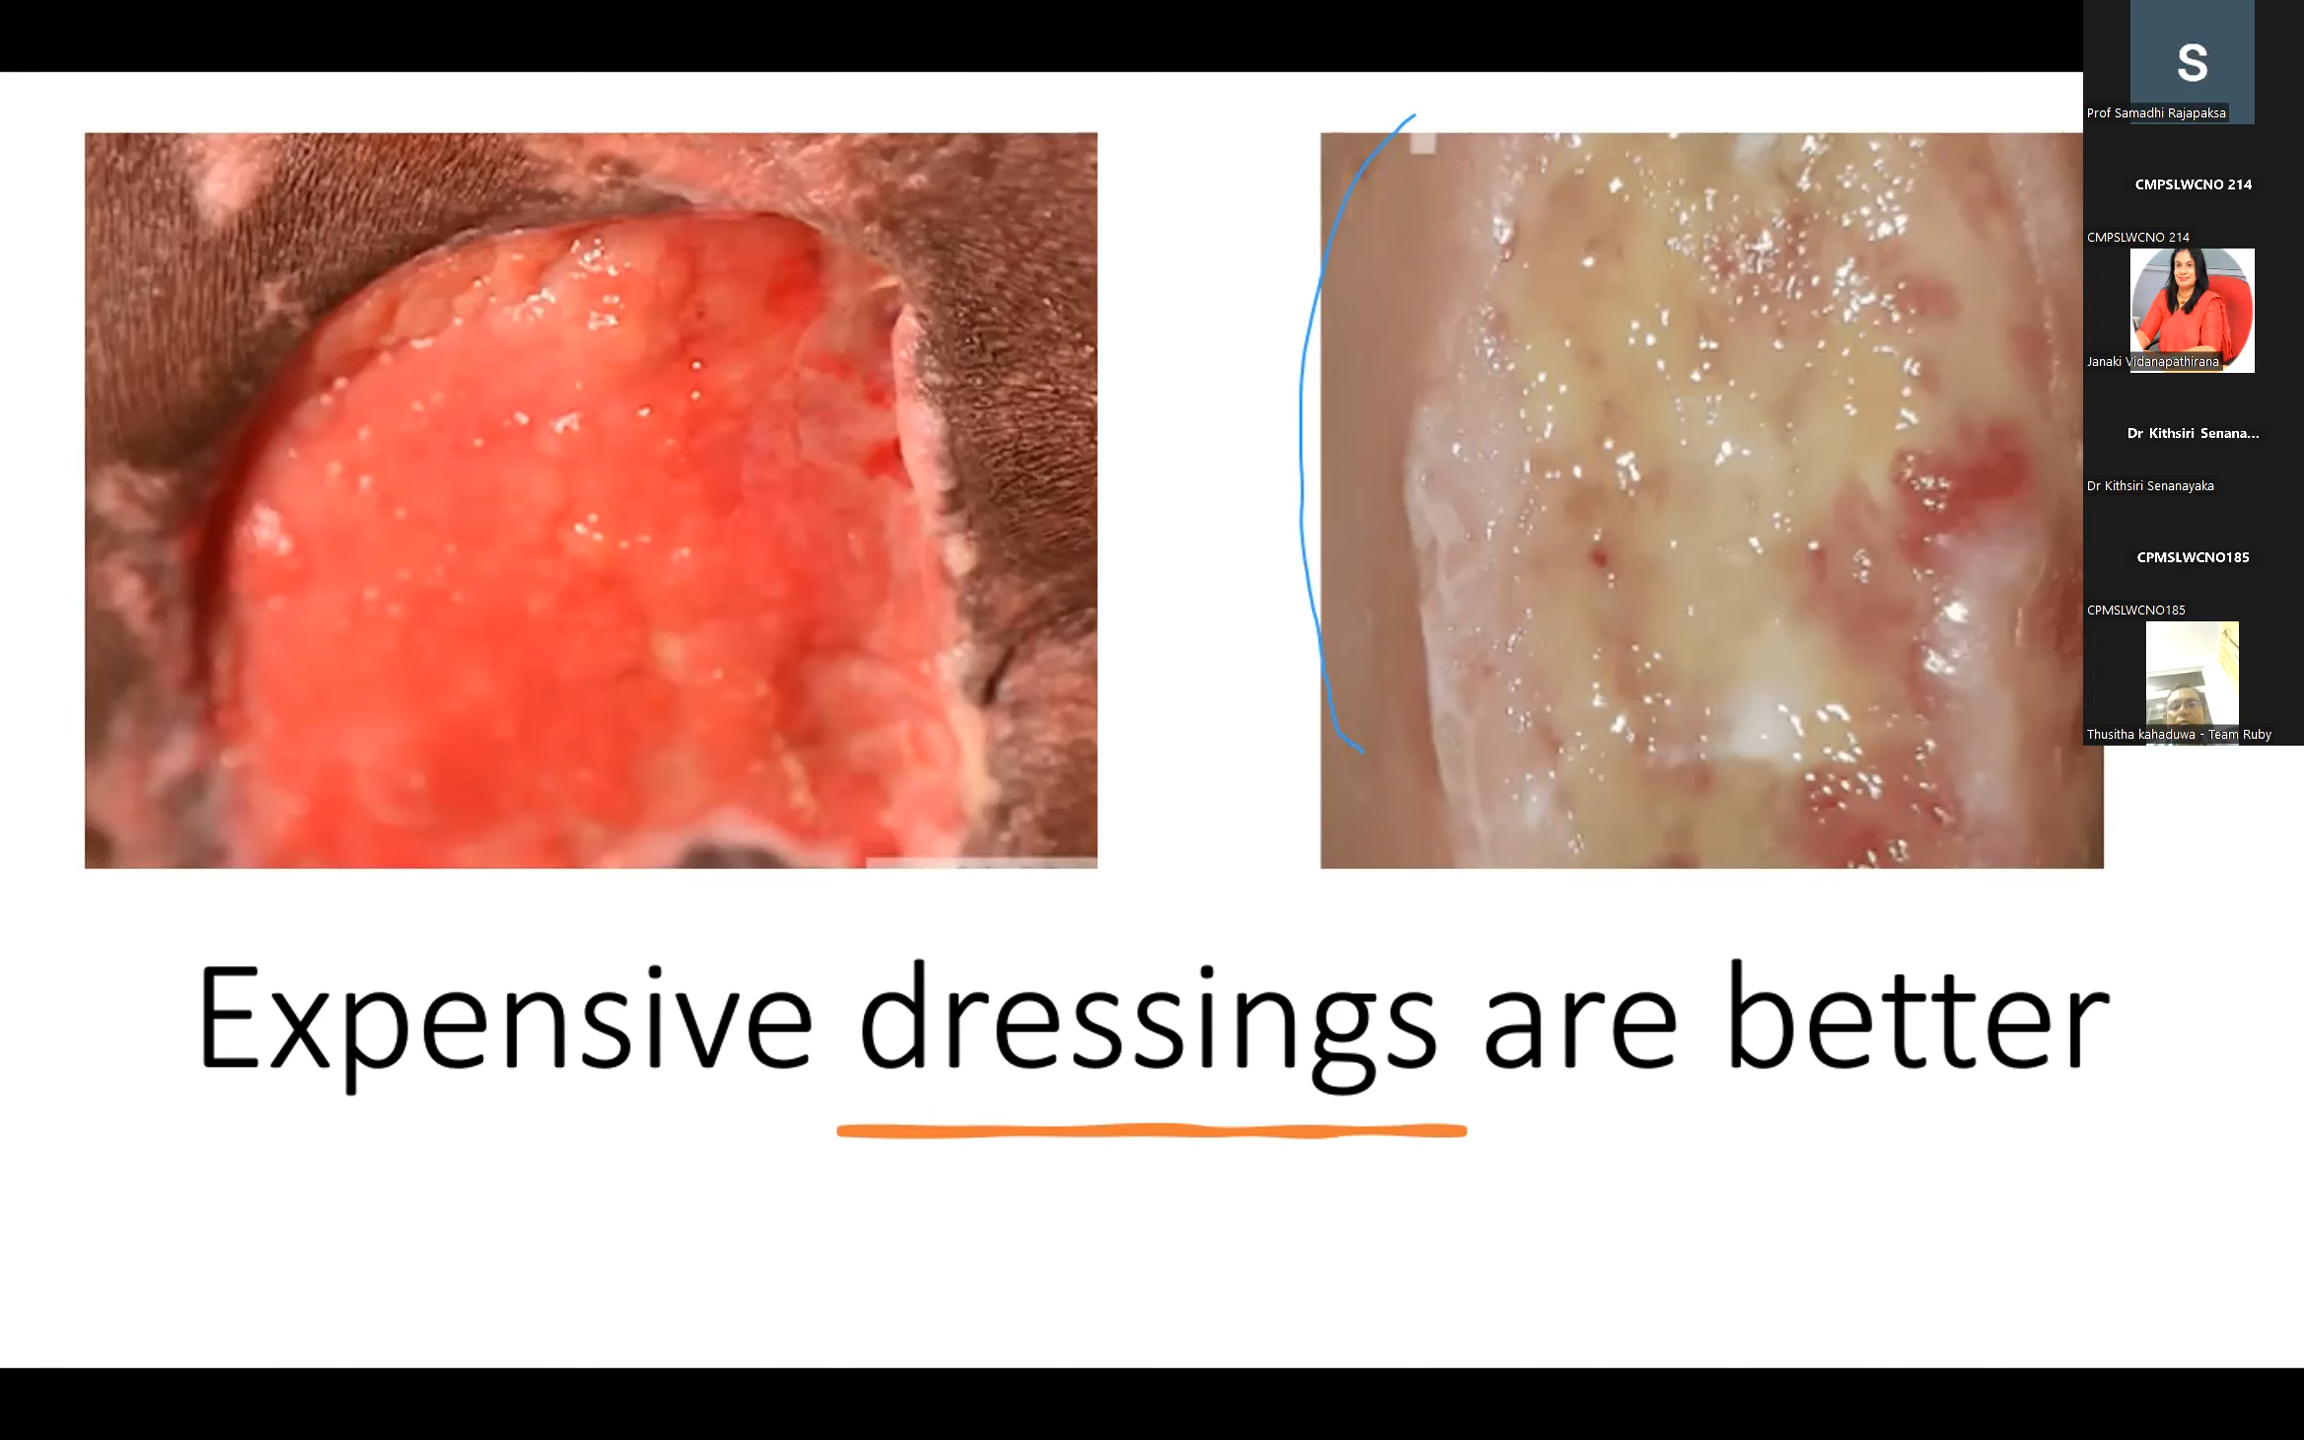 Expensive dressings are better
S
Prof Samadhi Rajapaksa
CMPSLWCNO 214
CMPSLWCNO 214
Janaki Vidanapathirana
Dr Kithsiri Senana...
Dr Kithsiri Senanayaka
CPMSLWCNO185
CPMSLWCNO185
Thusitha kahaduwa - Team Ruby